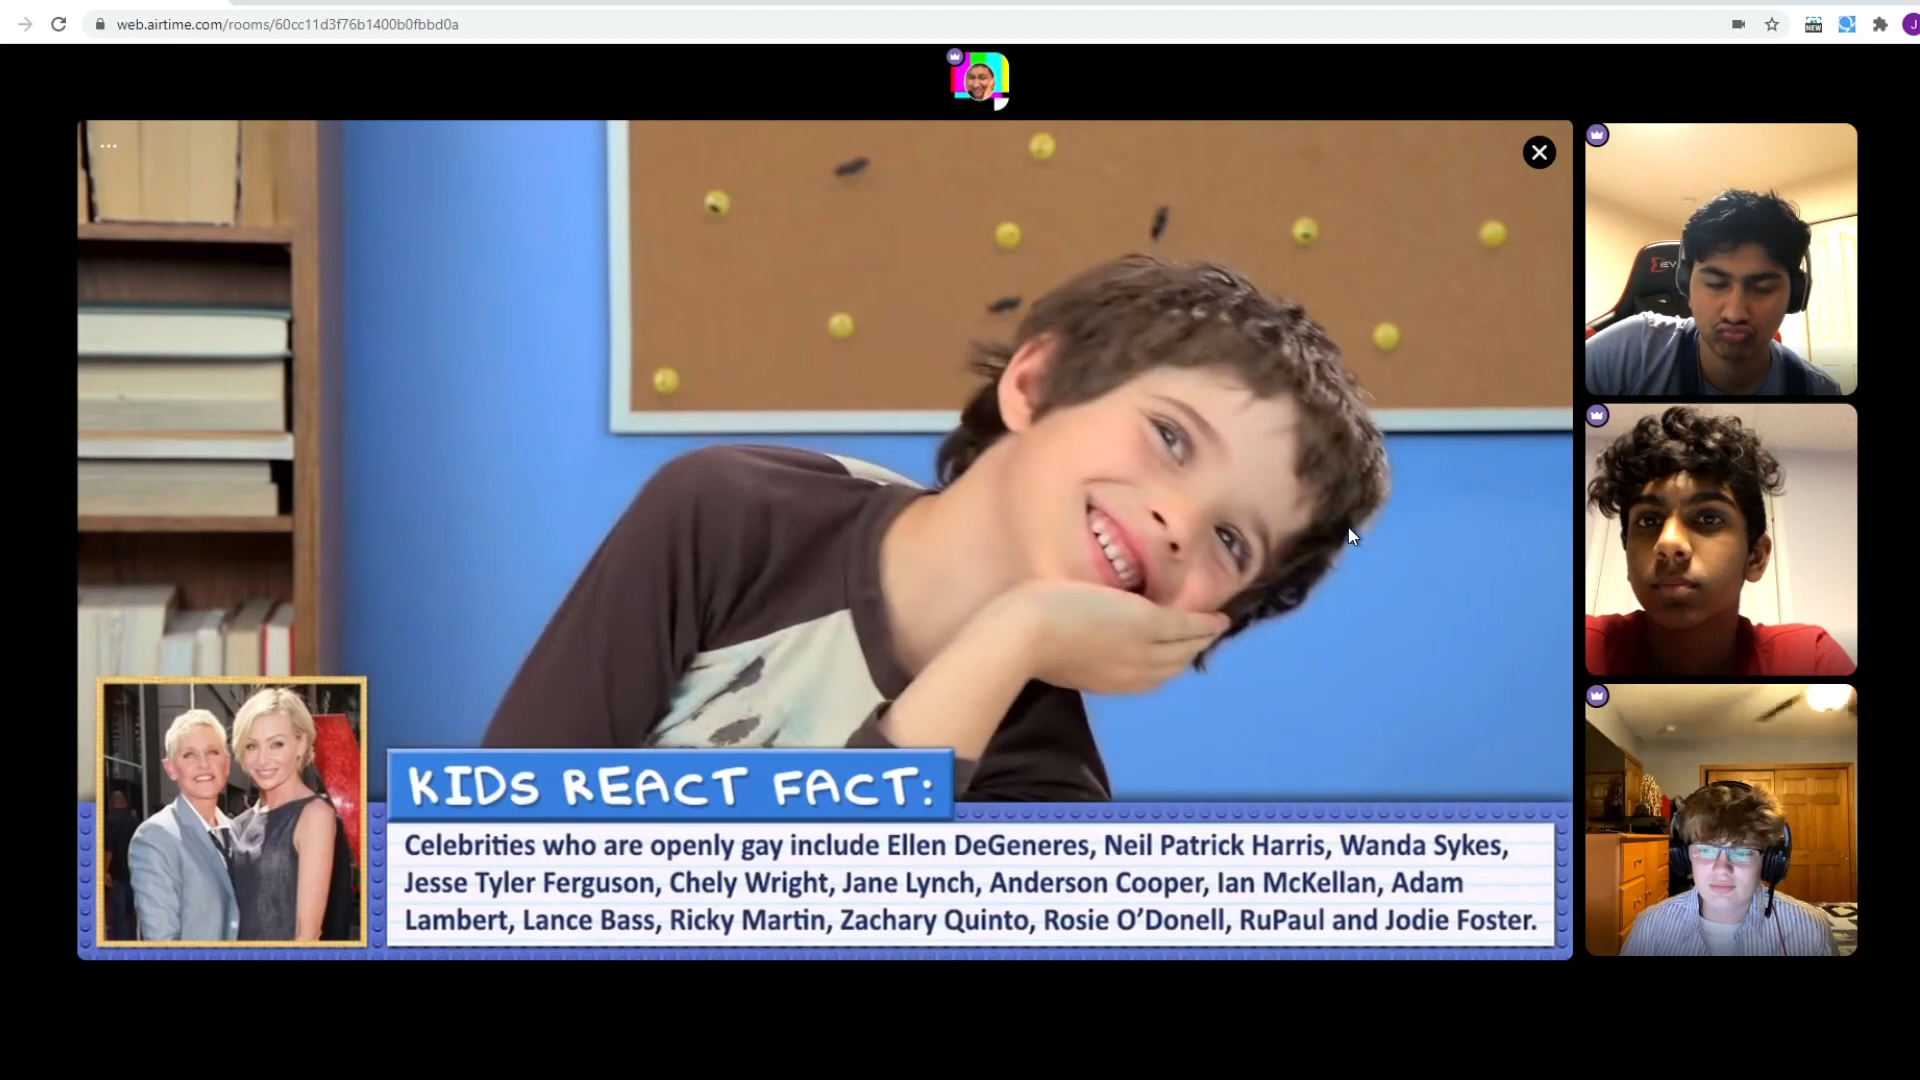 web.airtime.com/rooms/60cc11d3f76b1400b0fbbd0a
NEW
J
KIDS REACT FACT:
Celebrities who are openly gay include Ellen DeGeneres, Neil Patrick Harris, Wanda Sykes,
Jesse Tyler Ferguson, Chely Wright, Jane Lynch, Anderson Cooper, Ian McKellan, Adam
Lambert, Lance Bass, Ricky Martin, Zachary Quinto, Rosie O’Donell, RuPaul and Jodie Foster.